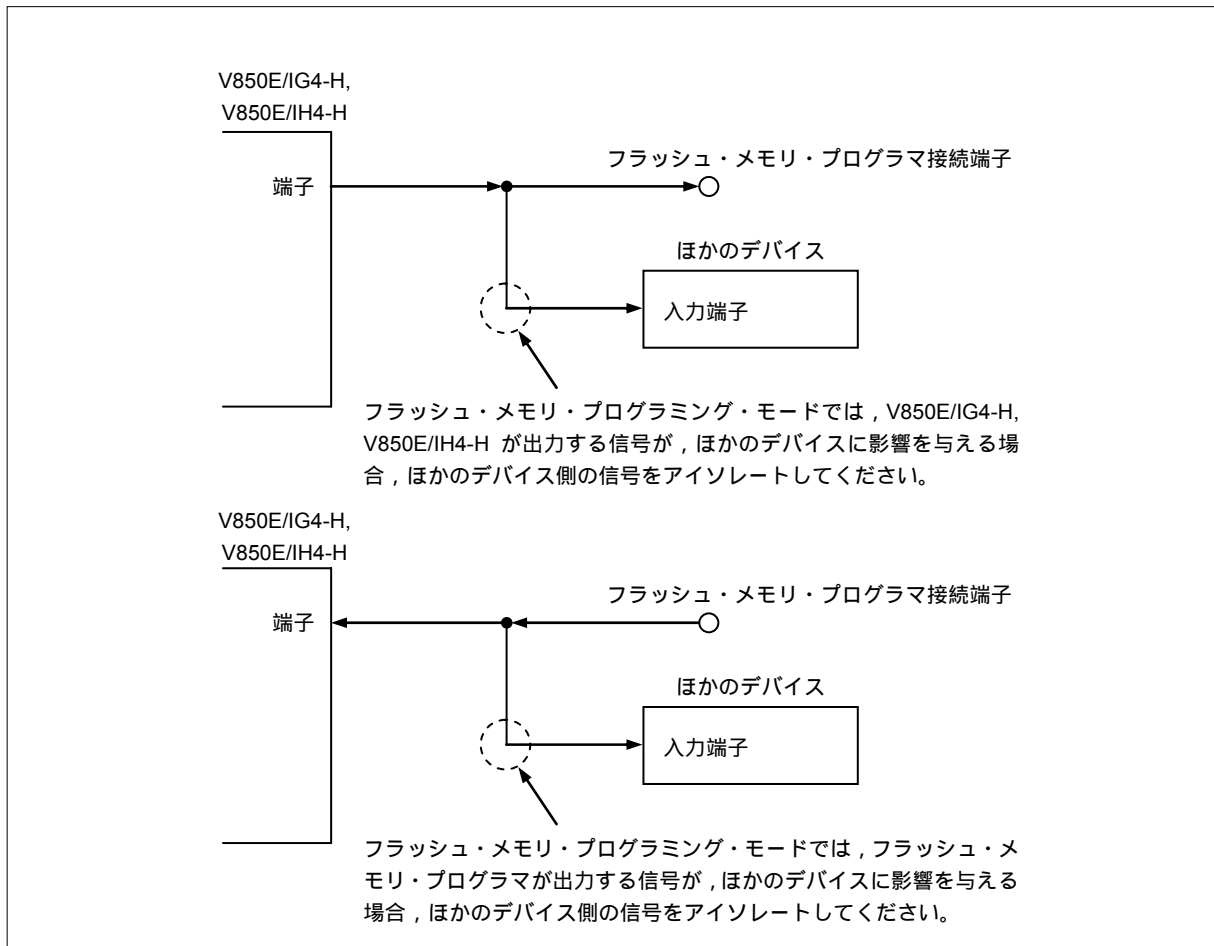 V850E/IG4-H,
V850E/IH4-H
端子
フラッシュ・メモリ・プログラマ接続端子
ほかのデバイス
入力端子
フラッシュ・メモリ・プログラミング・モードでは，V850E/IG4-H,
V850E/IH4-H が出力する信号が，ほかのデバイスに影響を与える場
合，ほかのデバイス側の信号をアイソレートしてください。
V850E/IG4-H,
V850E/IH4-H
フラッシュ・メモリ・プログラマ接続端子
端子
ほかのデバイス
入力端子
フラッシュ・メモリ・プログラミング・モードでは，フラッシュ・メ
モリ・プログラマが出力する信号が，ほかのデバイスに影響を与える
場合，ほかのデバイス側の信号をアイソレートしてください。